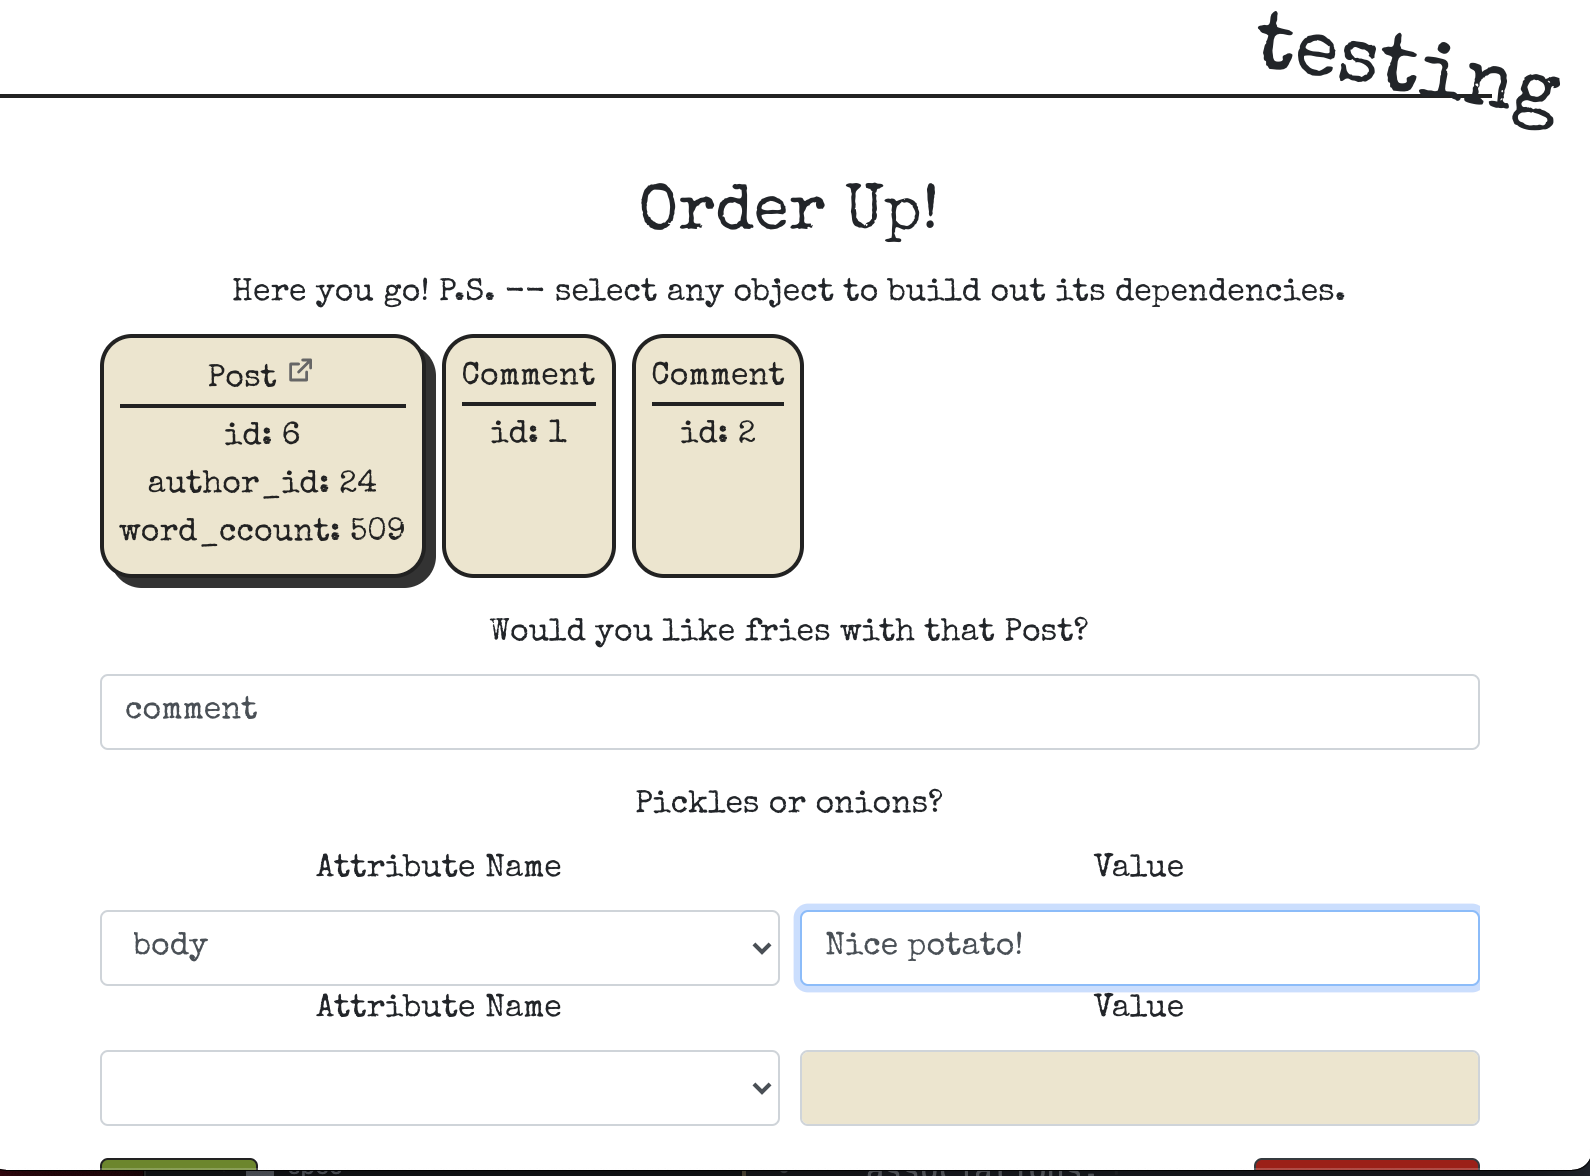 testing
Order Up!
Here you go! P.S. -- select any object to build out its dependencies.
Post
id: 6
author_id: 24
word_ccount: 509
Comment
id: 1
Comment
id: 2
Would you like fries with that Post?
comment
Pickles or onions?
Attribute Name Value
body Nice potato!
Attribute Name Value